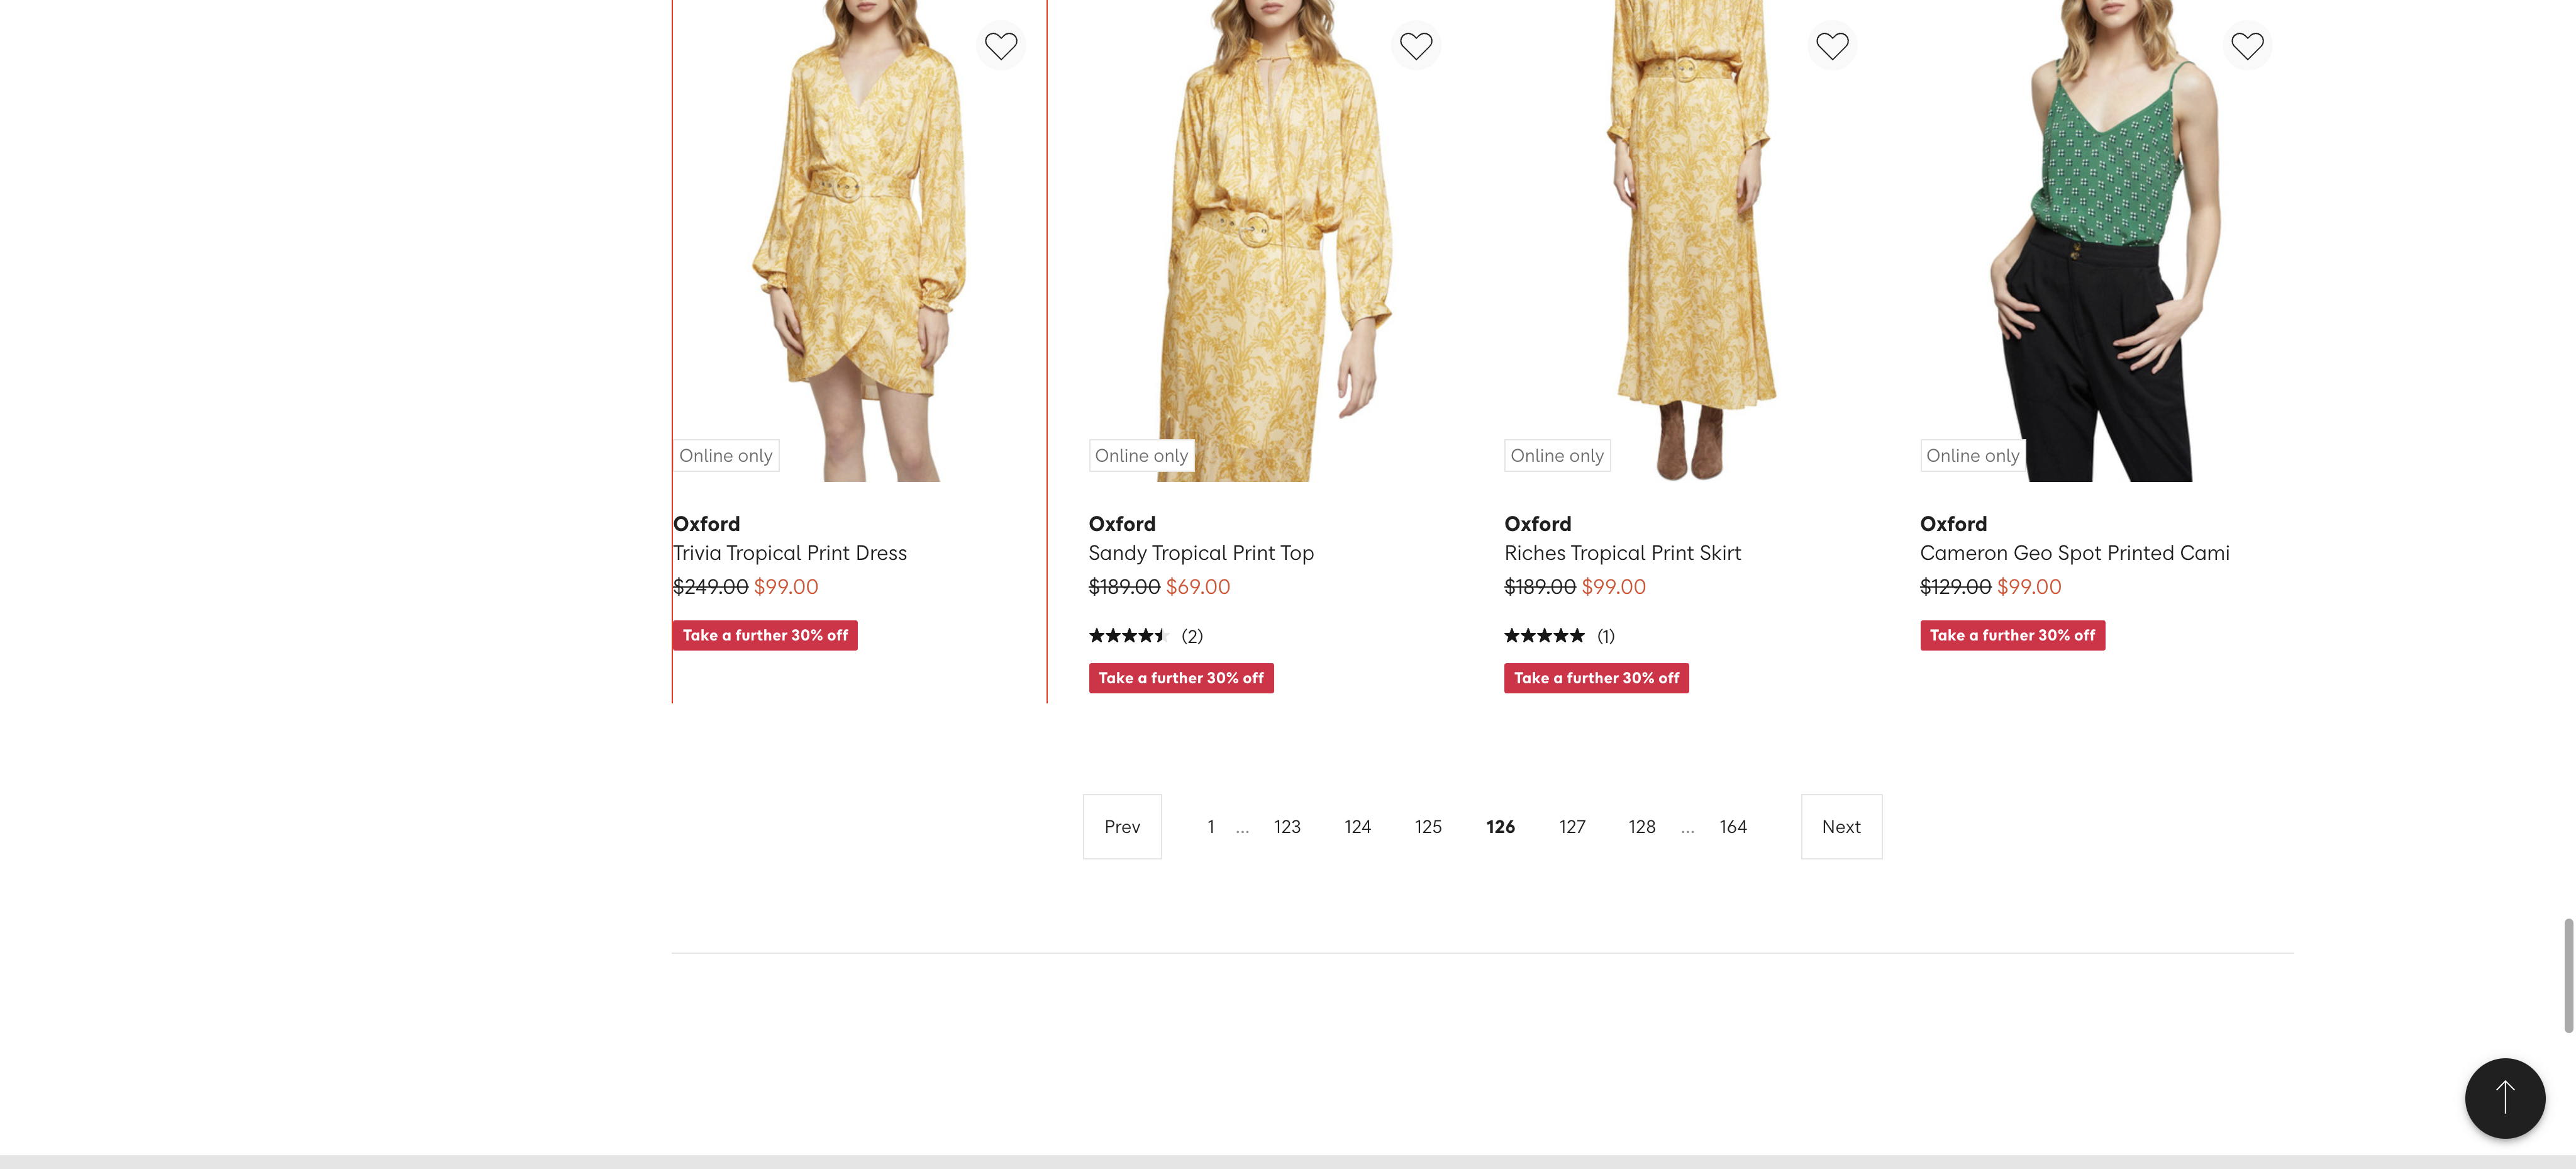 Online only
Oxford
Trivia Tropical Print Dress
$249.00 $99.00
Take a further 30% off
Online only
Oxford
Sandy Tropical Print Top
$189.00 $69.00
(2)
Take a further 30% off
Online only
Oxford
Riches Tropical Print Skirt
$189.00 $99.00
(1)
Take a further 30% off
Online only
Oxford
Cameron Geo Spot Printed Cami
$129.00 $99.00
Take a further 30% off
Prev 1 ... 123 124 125 126 127 128 ... 164 Next